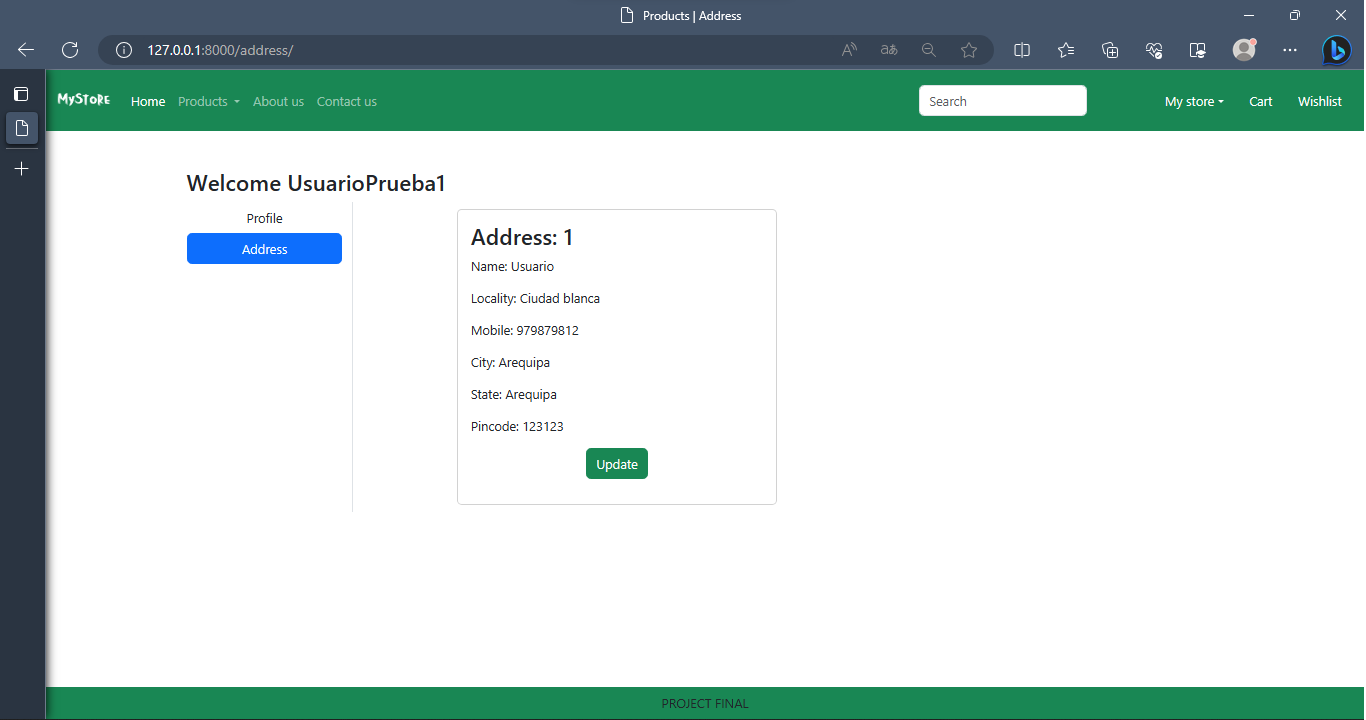 Products | Address
127.0.0.1:8000/address/
MySTORE Home Products About us Contact us Search My store Cart Wishlist
Welcome UsuarioPrueba1
Profile
Address
Address: 1
Name: Usuario
Locality: Ciudad blanca
Mobile: 979879812
City: Arequipa
State: Arequipa
Pincode: 123123
Update
PROJECT FINAL